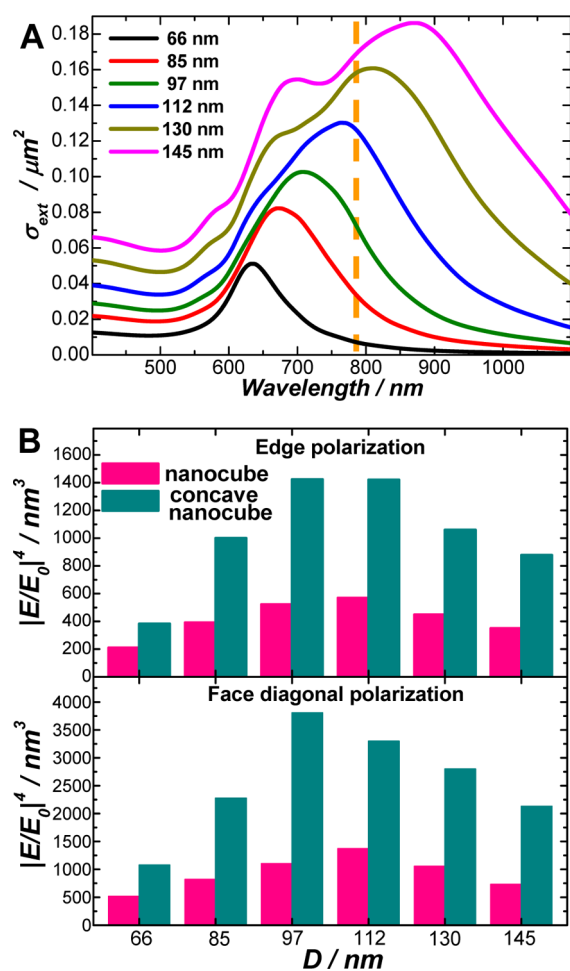 A
66 nm
85 nm
97 nm
112 nm
130 nm
145 nm
σext / μm²
0.18
0.16
0.14
0.12
0.10
0.08
0.06
0.04
0.02
0.00
500 600 700 800 900 1000
Wavelength / nm
B
Edge polarization
nanocube
concave
nanocube
|E/E₀|⁴ / nm³
1600
1400
1200
1000
800
600
400
200
0
Face diagonal polarization
|E/E₀|⁴ / nm³
4000
3500
3000
2500
2000
1500
1000
500
0
66 85 97 112 130 145
D / nm